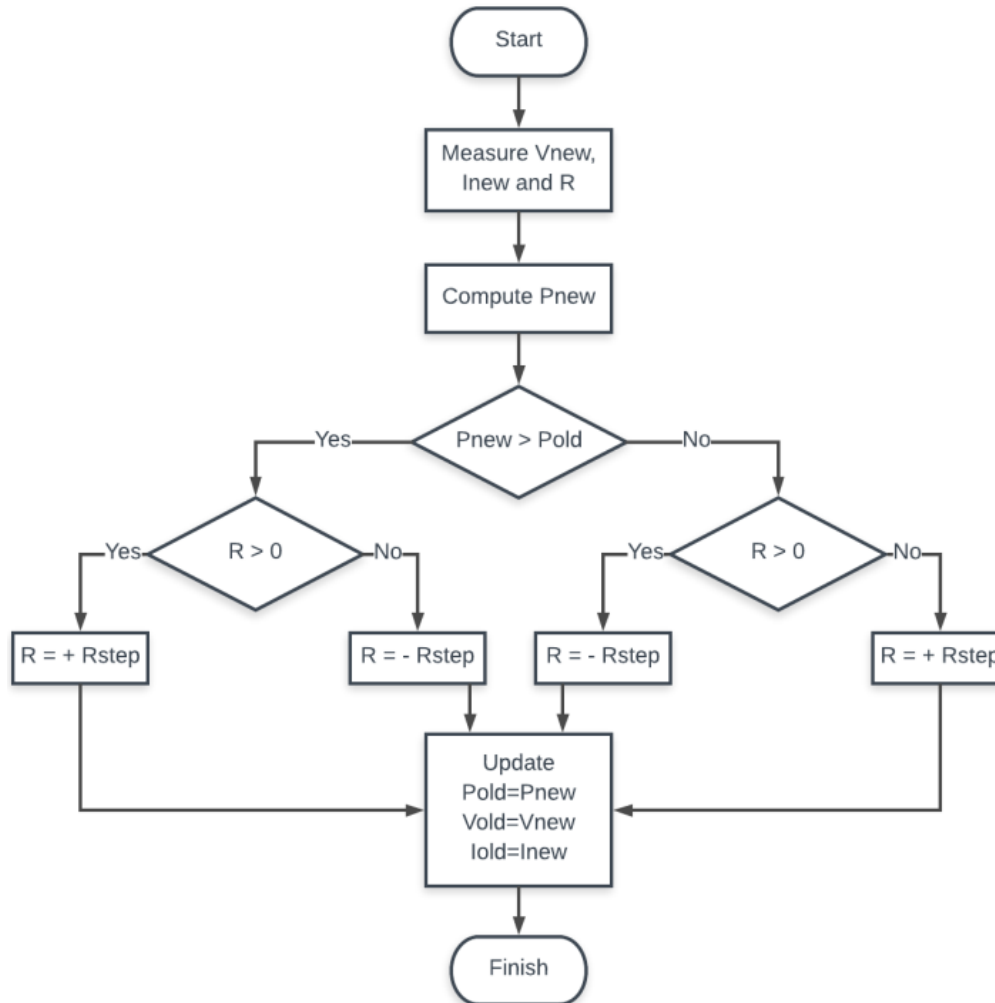 Start
Measure Vnew,
Inew and R
Compute Pnew
Pnew > Pold
Yes
No
R > 0
Yes
No
R > 0
Yes
No
R = + Rstep
R = - Rstep
R = - Rstep
R = + Rstep
Update
Pold=Pnew
Vold=Vnew
Iold=Inew
Finish